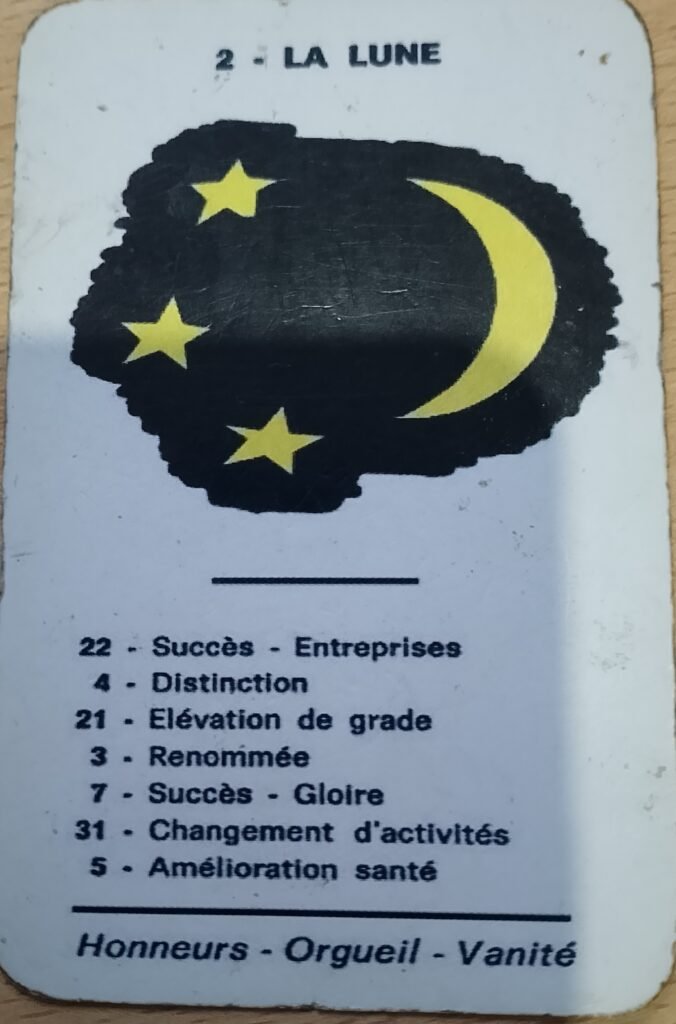 2 - LA LUNE
22 - Succès - Entreprises
4 - Distinction
21 - Elévation de grade
3 - Renommée
7 - Succès - Gloire
31 - Changement d'activités
5 - Amélioration santé
Honneurs - Orgueil - Vanité